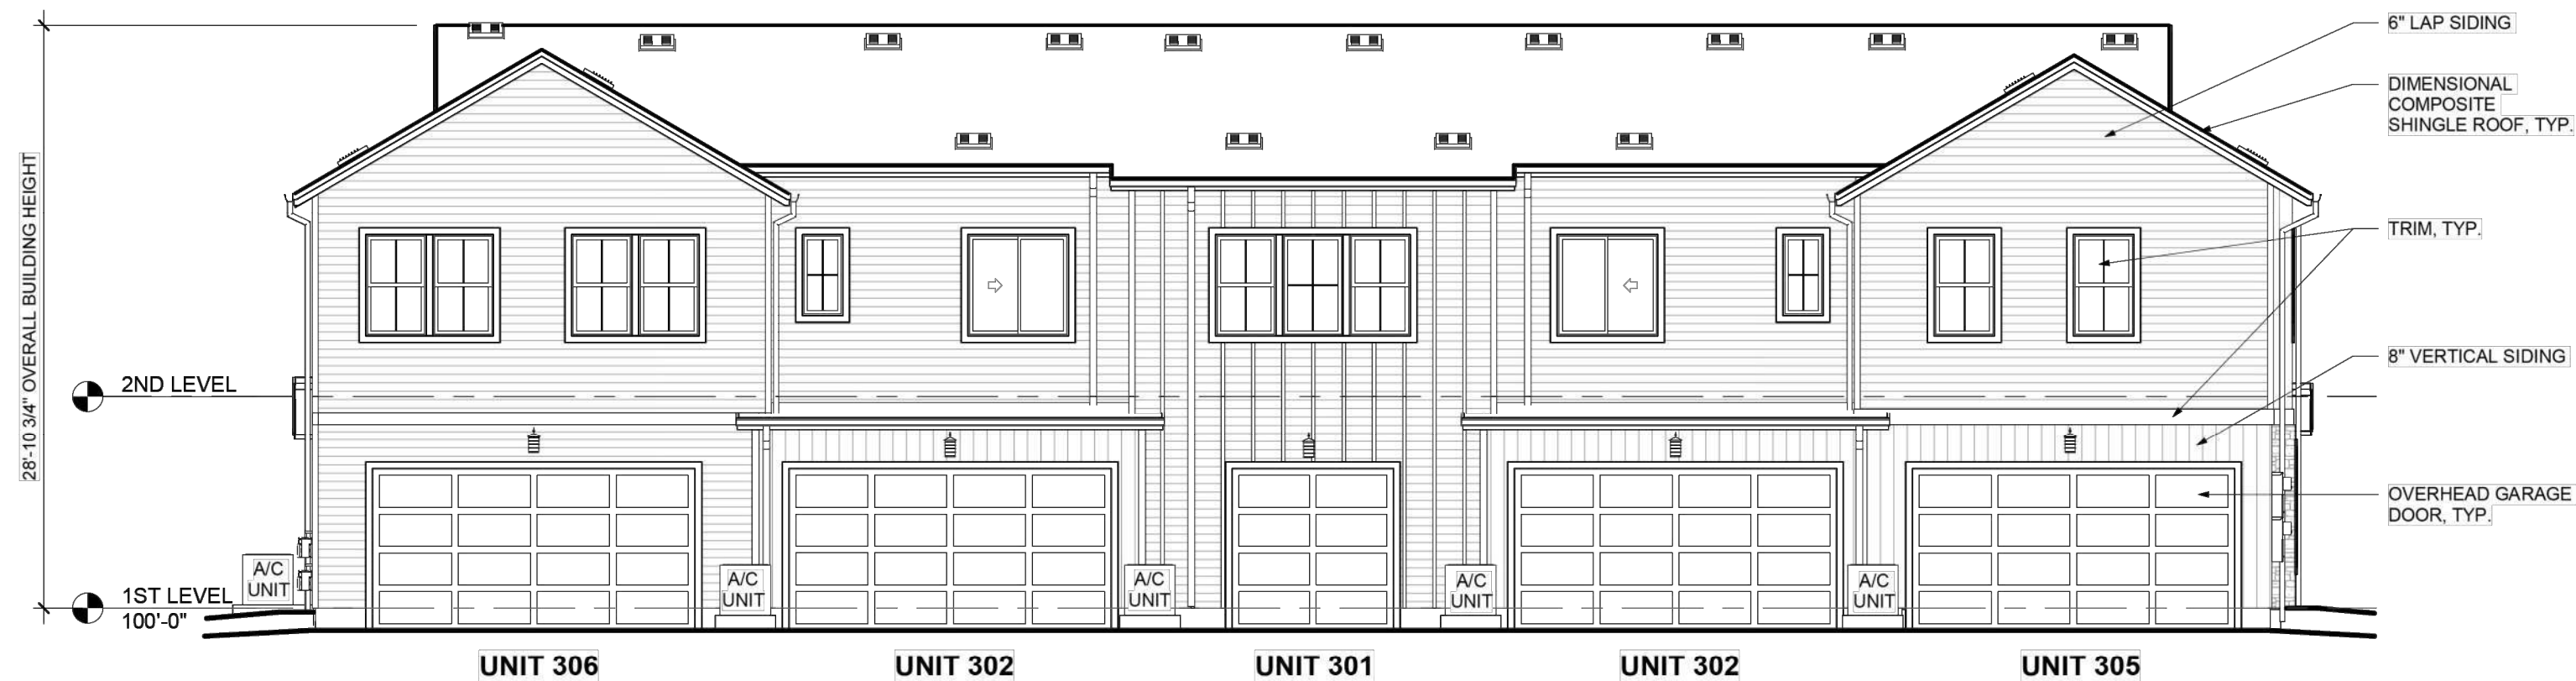 6" LAP SIDING
DIMENSIONAL
COMPOSITE
SHINGLE ROOF, TYP.
28'-10 3/4" OVERALL BUILDING HEIGHT
TRIM, TYP.
8" VERTICAL SIDING
2ND LEVEL
OVERHEAD GARAGE
DOOR, TYP.
1ST LEVEL
100'-0"
A/C
UNIT
A/C
UNIT
A/C
UNIT
A/C
UNIT
A/C
UNIT
UNIT 306
UNIT 302
UNIT 301
UNIT 302
UNIT 305